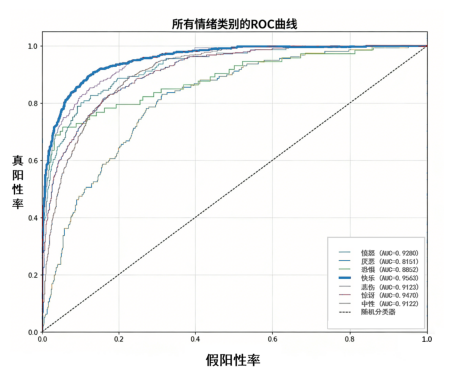 所有情绪类别的ROC曲线
1.0
0.8
0.6
0.4
0.2
0.0
真阳性率
0.0 0.2 0.4 0.6 0.8 1.0
假阳性率
愤怒 (AUC=0.9280)
厌恶 (AUC=0.8151)
恐惧 (AUC=0.8852)
快乐 (AUC=0.9563)
悲伤 (AUC=0.9123)
惊讶 (AUC=0.9470)
中性 (AUC=0.9122)
随机分类器